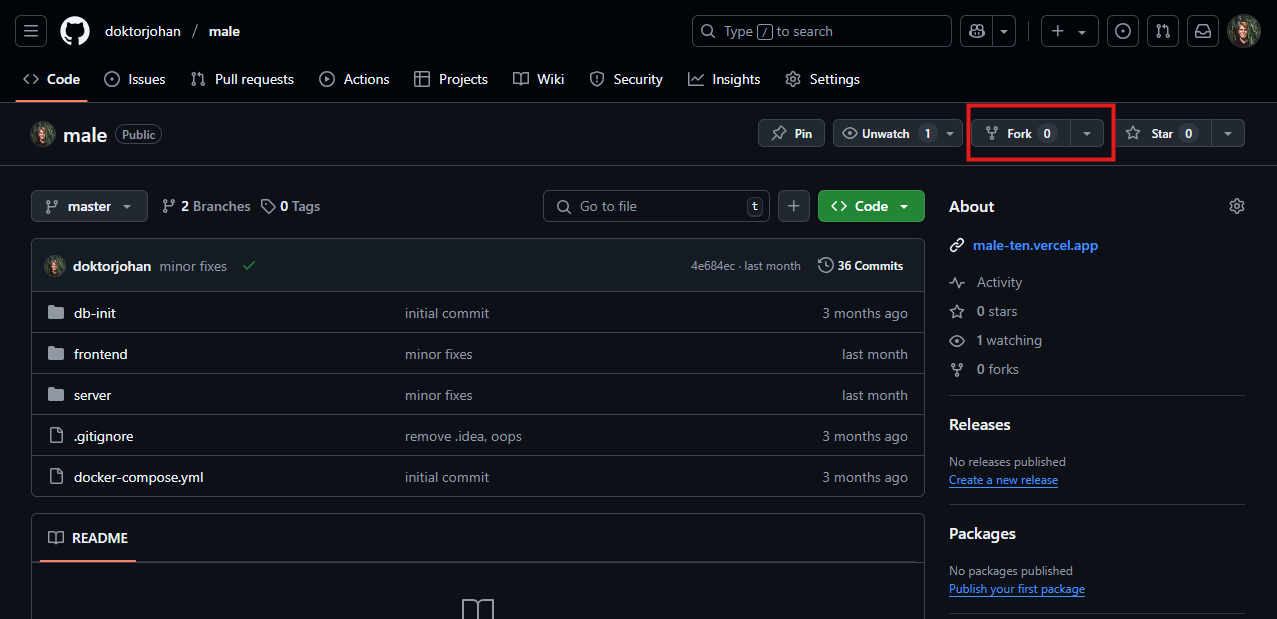 doktorjohan / male
Type / to search
Code Issues Pull requests Actions Projects Wiki Security Insights Settings
male Public
Pin Unwatch 1 Fork 0 Star 0
master 2 Branches 0 Tags Go to file t Code
doktorjohan minor fixes 4e684ec · last month 36 Commits
db-init initial commit 3 months ago
frontend minor fixes last month
server minor fixes last month
.gitignore remove .idea, oops 3 months ago
docker-compose.yml initial commit 3 months ago
README
About
male-ten.vercel.app
Activity
0 stars
1 watching
0 forks
Releases
No releases published
Create a new release
Packages
No packages published
Publish your first package